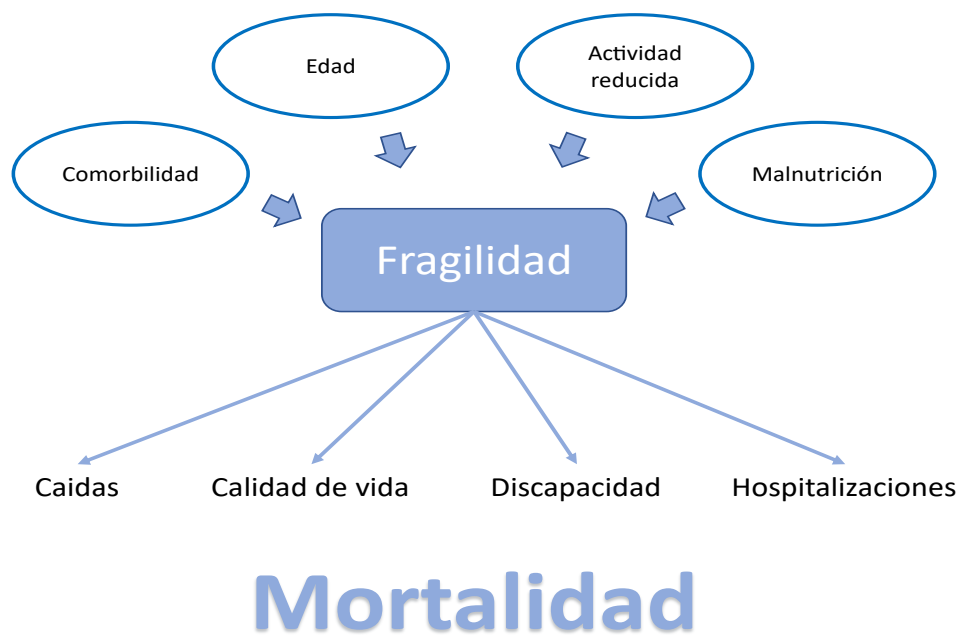 Edad
Actividad
reducida
Comorbilidad
Malnutrición
Fragilidad
Caidas
Calidad de vida
Discapacidad
Hospitalizaciones
Mortalidad